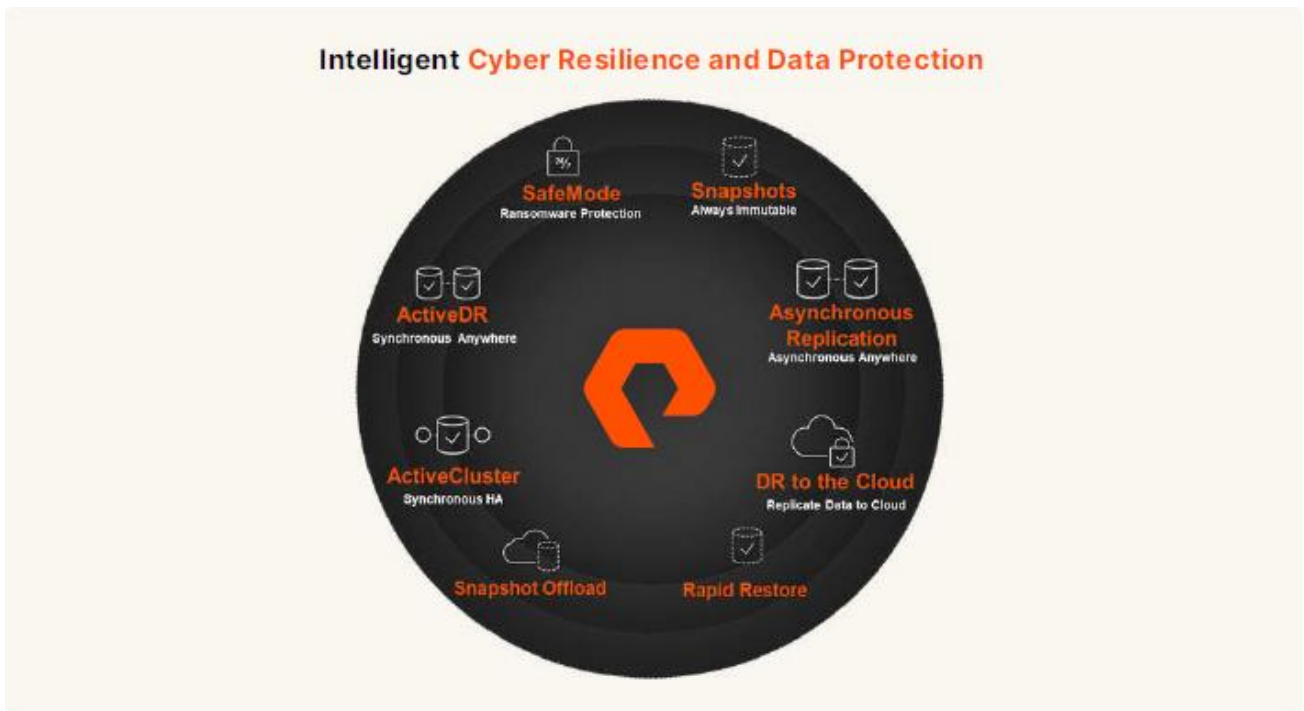 Intelligent Cyber Resilience and Data Protection
SafeMode
Ransomware Protection
Snapshots
Always Immutable
ActiveDR
Synchronous Anywhere
Asynchronous
Replication
Asynchronous Anywhere
ActiveCluster
Synchronous HA
DR to the Cloud
Replicate Data to Cloud
Snapshot Offload
Rapid Restore